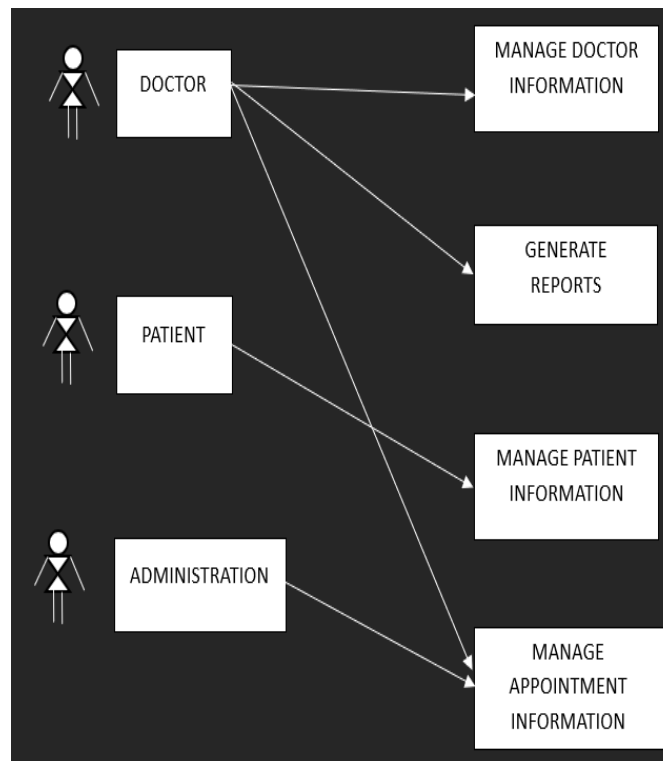 DOCTOR
MANAGE DOCTOR
INFORMATION
GENERATE
REPORTS
PATIENT
MANAGE PATIENT
INFORMATION
ADMINISTRATION
MANAGE
APPOINTMENT
INFORMATION